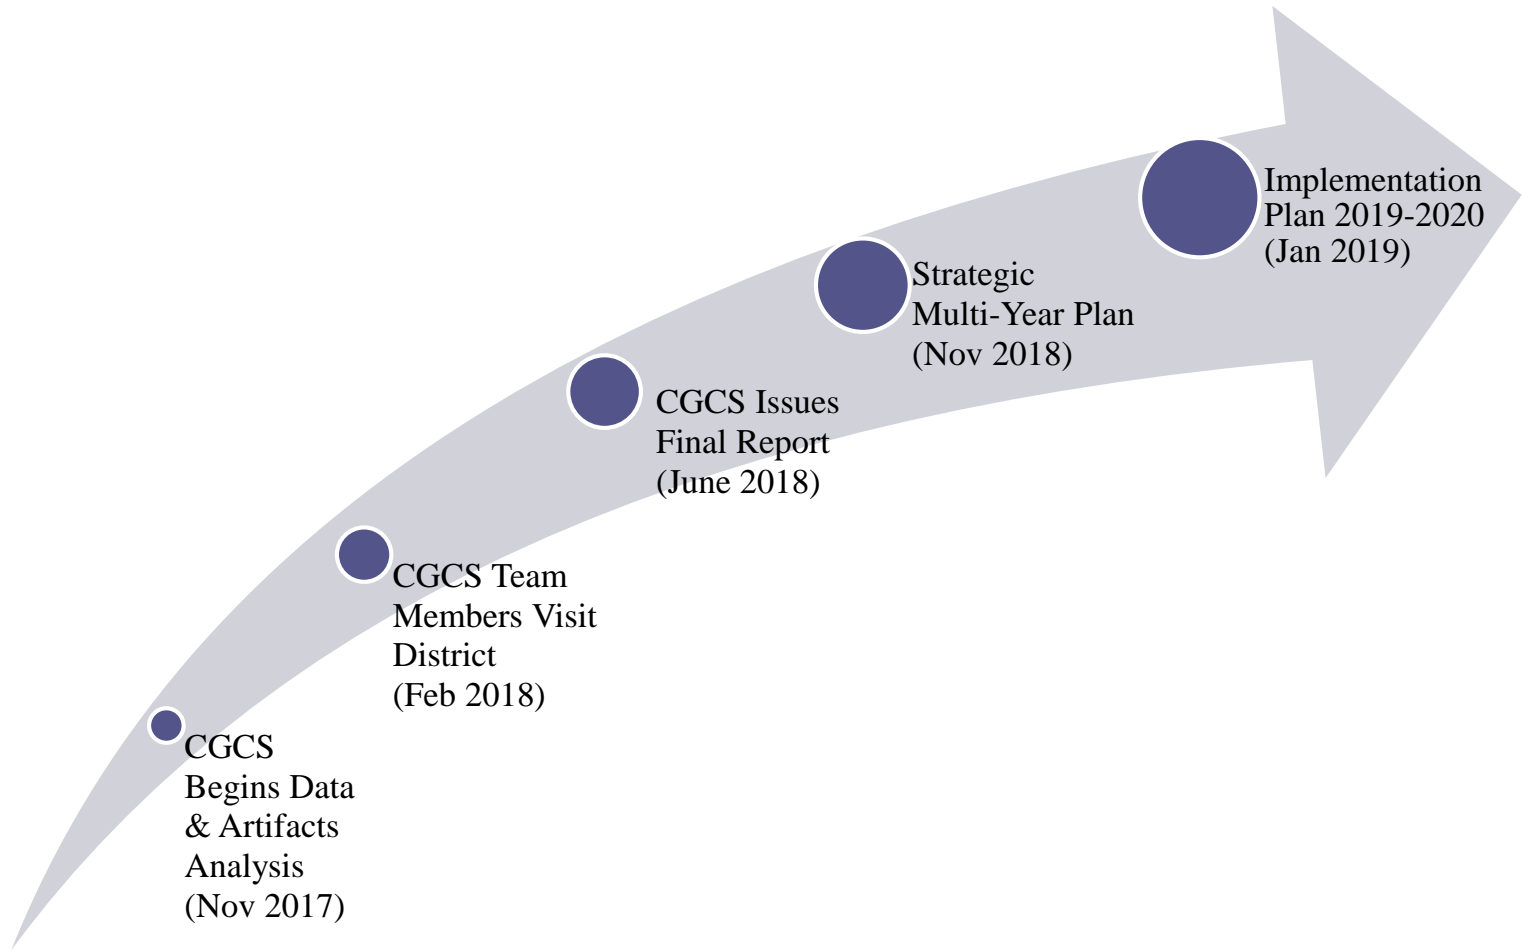 Implementation
Plan 2019-2020
(Jan 2019)
Strategic
Multi-Year Plan
(Nov 2018)
CGCS Issues
Final Report
(June 2018)
CGCS Team
Members Visit
District
(Feb 2018)
CGCS
Begins Data
& Artifacts
Analysis
(Nov 2017)